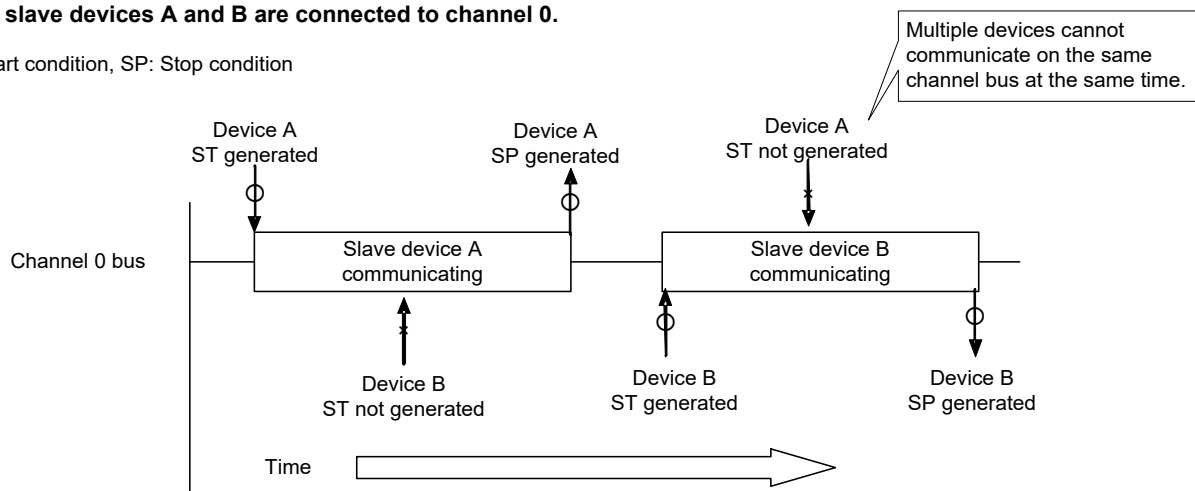 slave devices A and B are connected to channel 0.
art condition, SP: Stop condition
Multiple devices cannot
communicate on the same
channel bus at the same time.
Device A
ST generated
Device A
SP generated
Device A
ST not generated
Channel 0 bus
Slave device A
communicating
Slave device B
communicating
Device B
ST not generated
Device B
ST generated
Device B
SP generated
Time